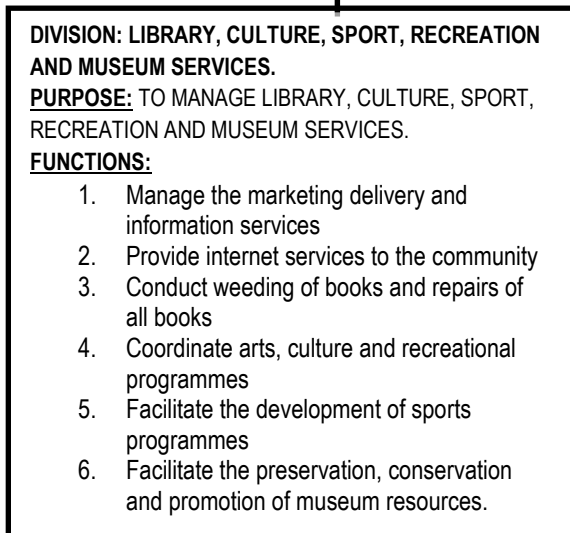 DIVISION: LIBRARY, CULTURE, SPORT, RECREATION
AND MUSEUM SERVICES.
PURPOSE: TO MANAGE LIBRARY, CULTURE, SPORT,
RECREATION AND MUSEUM SERVICES.
FUNCTIONS:
1. Manage the marketing delivery and
information services
2. Provide internet services to the community
3. Conduct weeding of books and repairs of
all books
4. Coordinate arts, culture and recreational
programmes
5. Facilitate the development of sports
programmes
6. Facilitate the preservation, conservation
and promotion of museum resources.